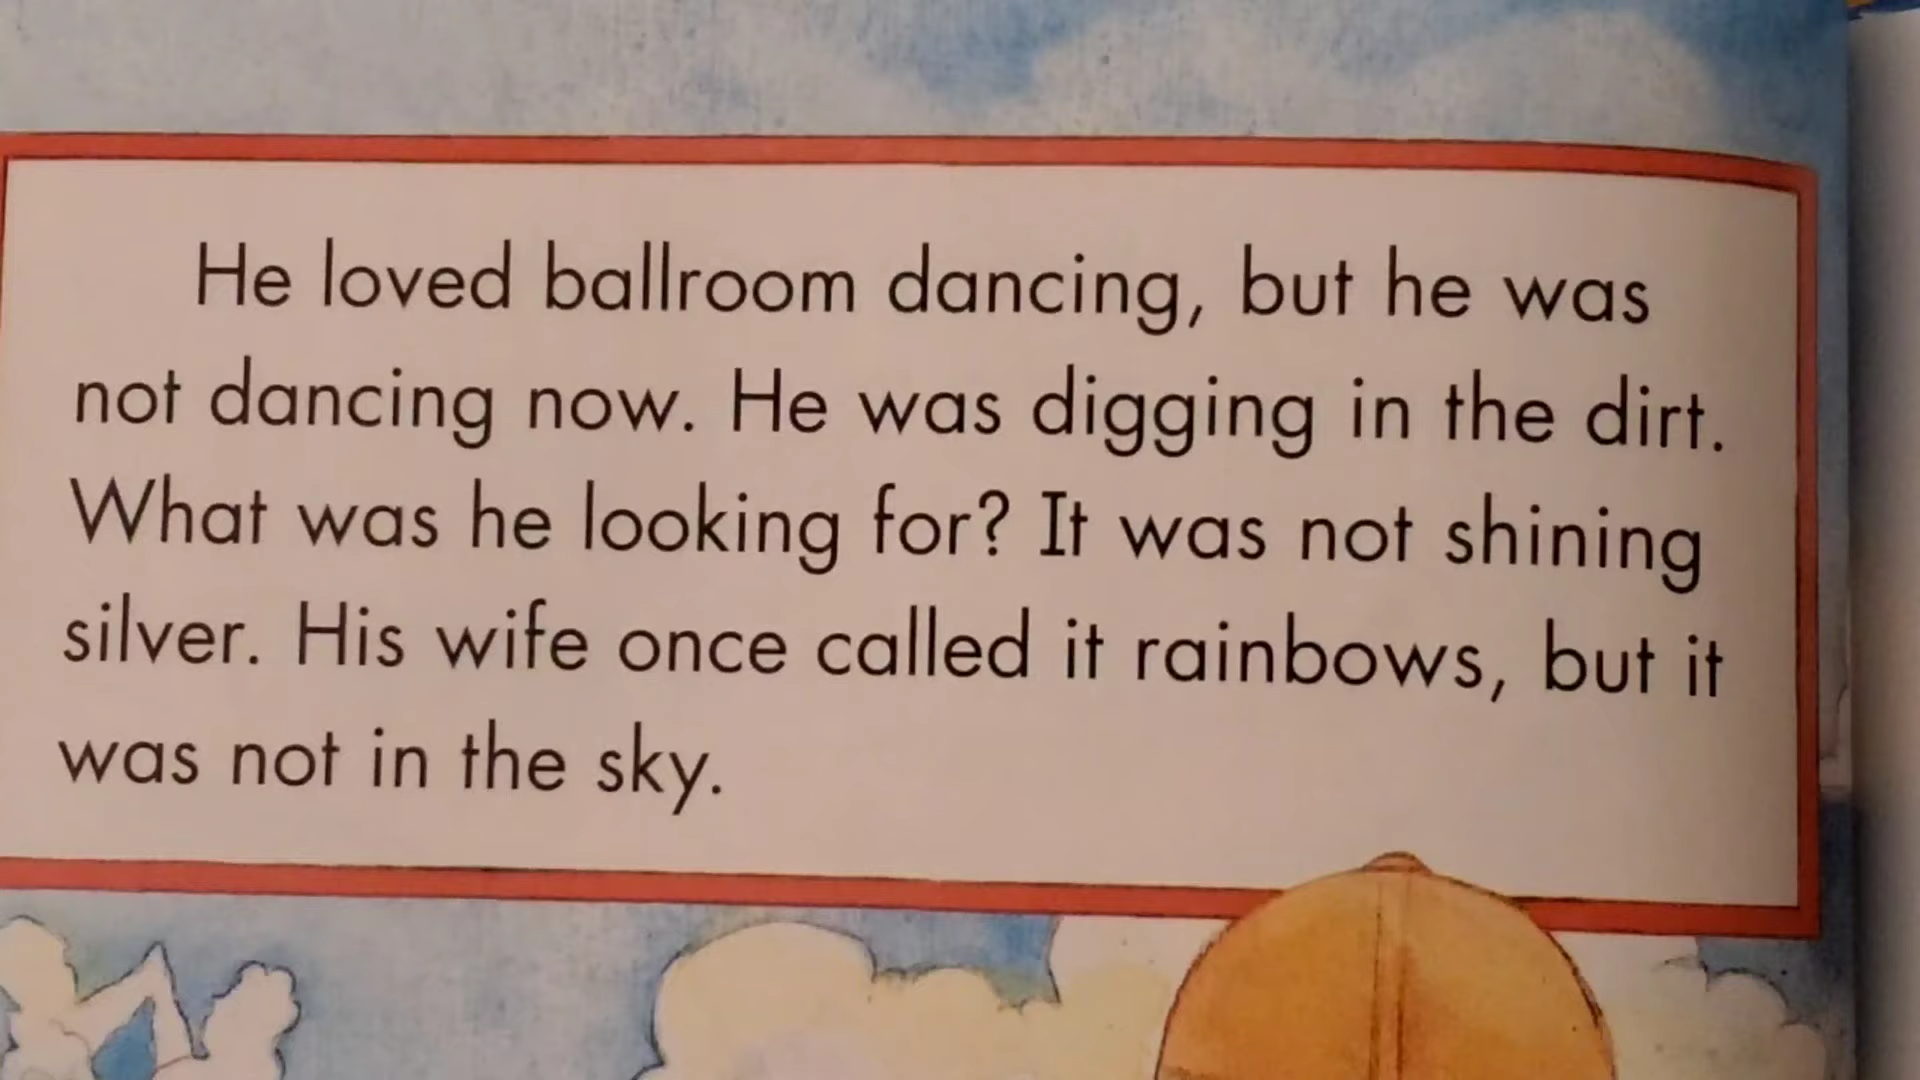 He loved ballroom dancing, but he was
not dancing now. He was digging in the dirt.
What was he looking for? It was not shining
silver. His wife once called it rainbows, but it
was not in the sky.